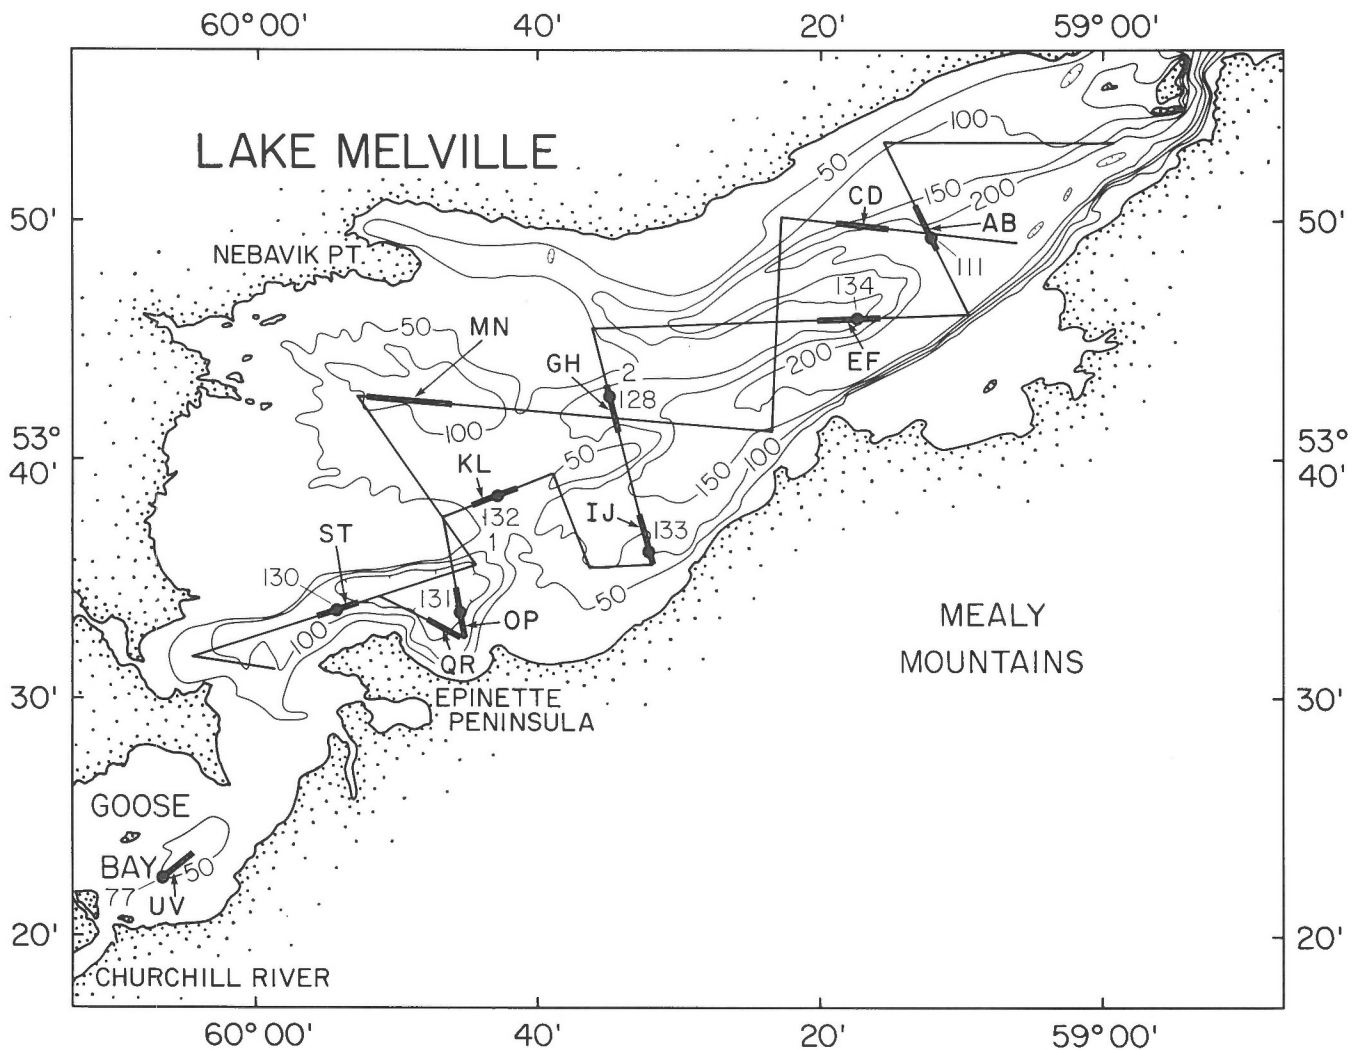 60°00'
40'
20'
59°00'
LAKE MELVILLE
100
50
150
200
CD
AB
50'
50'
NEBAVIK PT.
111
134
50
MN
200
EF
GH
2
128
100
53°
40'
53°
40'
KL
50
150
100
132
1
IJ
133
ST
130
131
50
OP
100
QR
MEALY
MOUNTAINS
30'
30'
EPINETTE
PENINSULA
GOOSE
BAY
50
77
UV
20'
20'
CHURCHILL RIVER
60°00'
40'
20'
59°00'